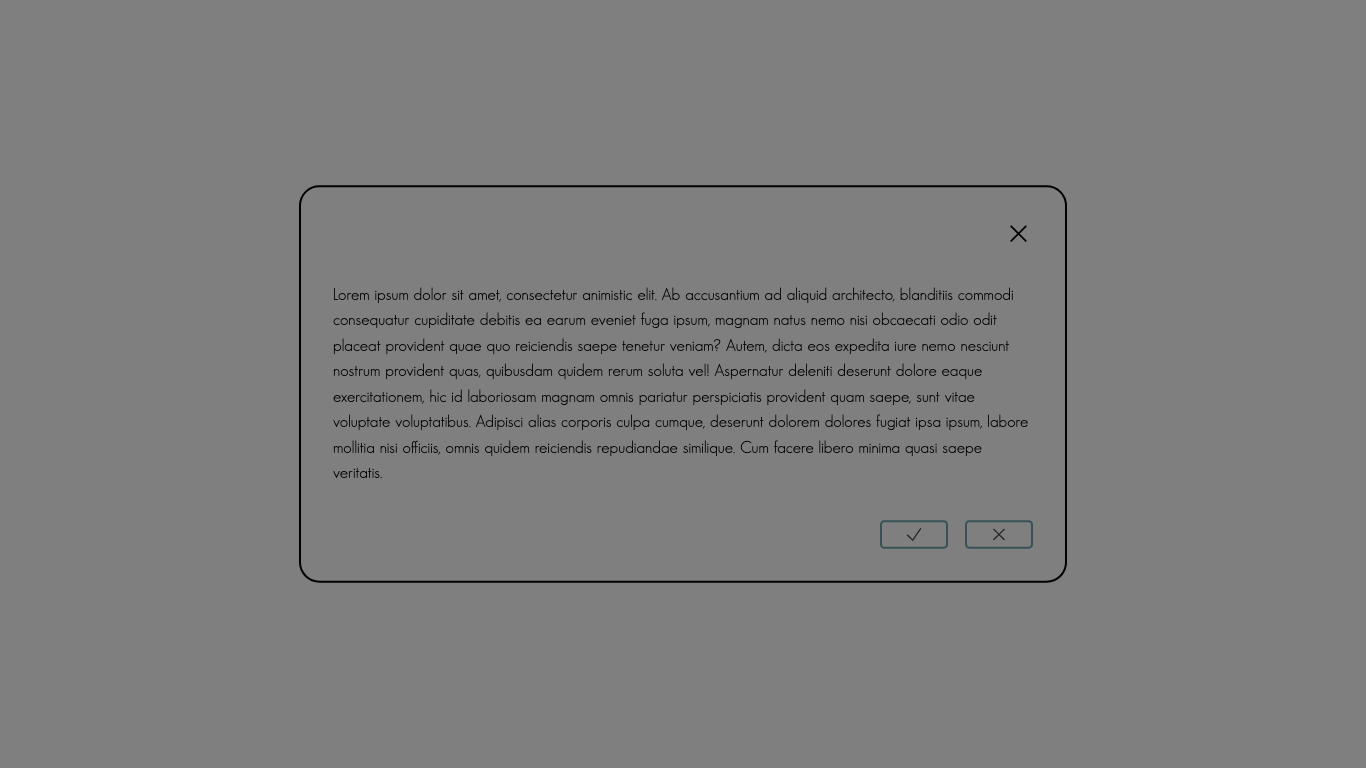 Lorem ipsum dolor sit amet, consectetur animistic elit. Ab accusantium ad aliquid architecto, blanditiis commodi
consequatur cupiditate debitis ea earum eveniet fuga ipsum, magnam natus nemo nisi obcaecati odio odit
placeat provident quae quo reiciendis saepe tenetur veniam? Autem, dicta eos expedita iure nemo nesciunt
nostrum provident quas, quibusdam quidem rerum soluta vel! Aspernatur deleniti deserunt dolore eaque
exercitationem, hic id laboriosam magnam omnis pariatur perspiciatis provident quam saepe, sunt vitae
voluptate voluptatibus. Adipisci alias corporis culpa cumque, deserunt dolorem dolores fugiat ipsa ipsum, labore
mollitia nisi officiis, omnis quidem reiciendis repudiandae similique. Cum facere libero minima quasi saepe
veritatis.